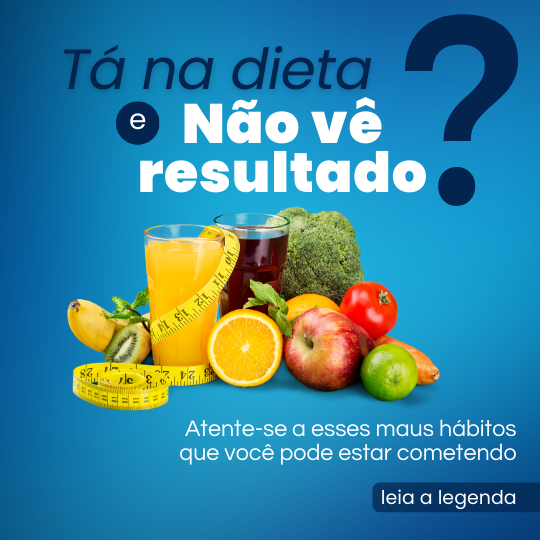 Tá na dieta
e Não vê
resultado?
Atente-se a esses maus hábitos
que você pode estar cometendo
leia a legenda